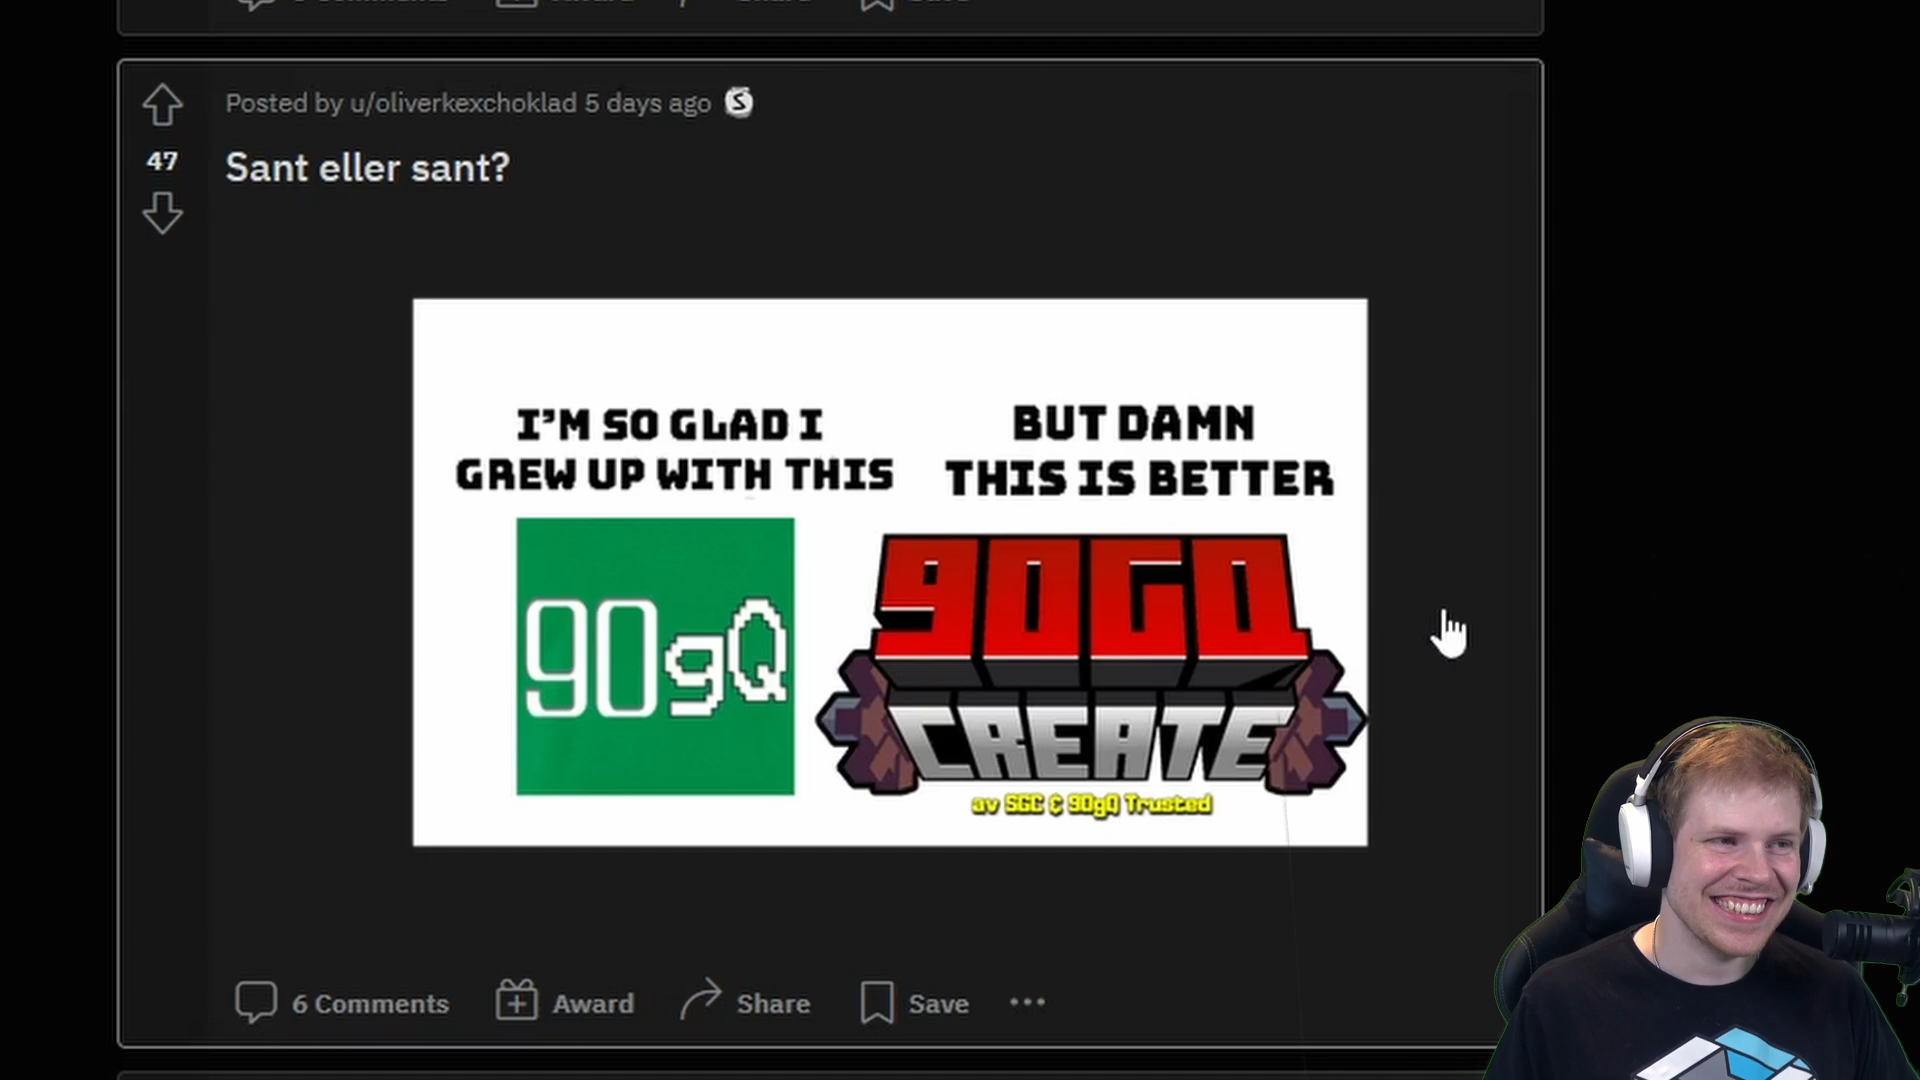 Posted by u/oliverkexchoklad 5 days ago
47
Sant eller sant?
I'M SO GLAD I
GREW UP WITH THIS
BUT DAMN
THIS IS BETTER
90gQ
90GQ
CREATE
av SGC & 90gQ Trusted
6 Comments
Award
Share
Save